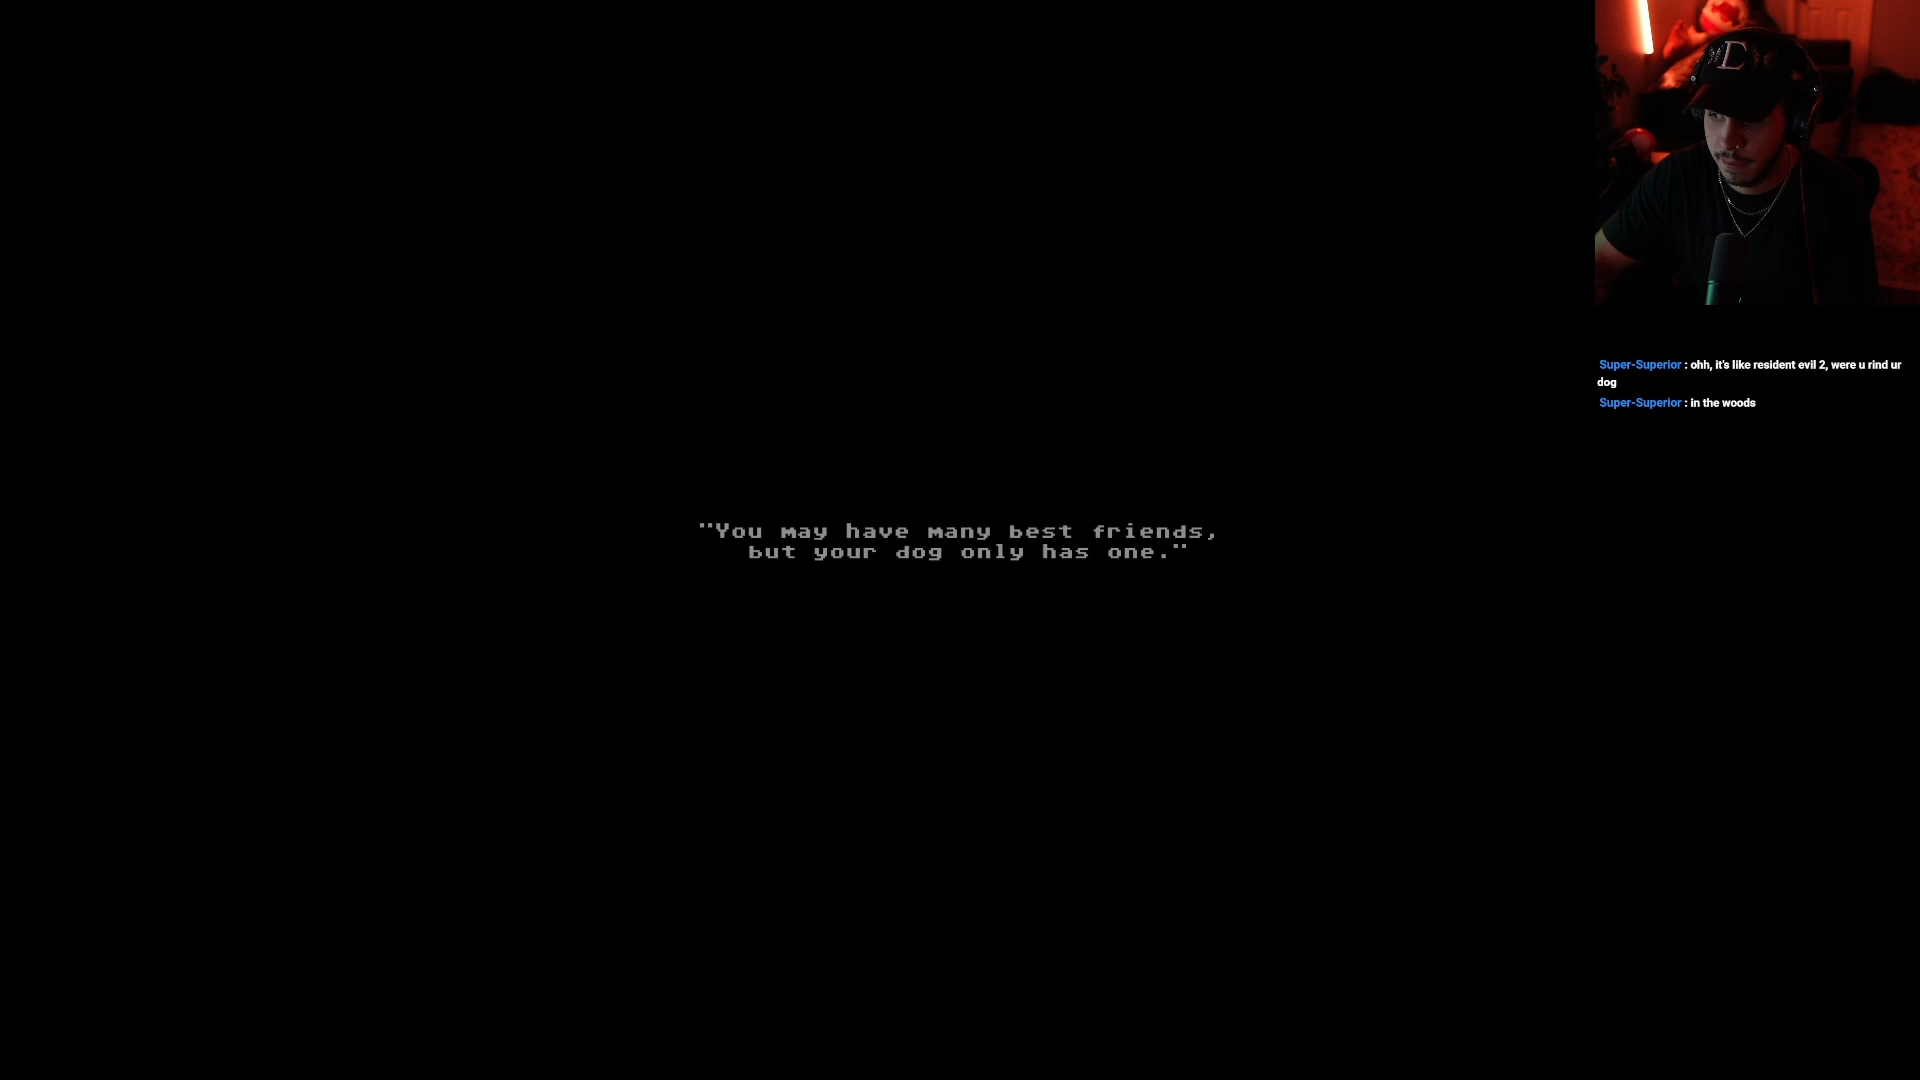 Super-Superior : ohh, it's like resident evil 2, were u rind ur
dog
Super-Superior : in the woods
"You may have many best friends,
but your dog only has one."